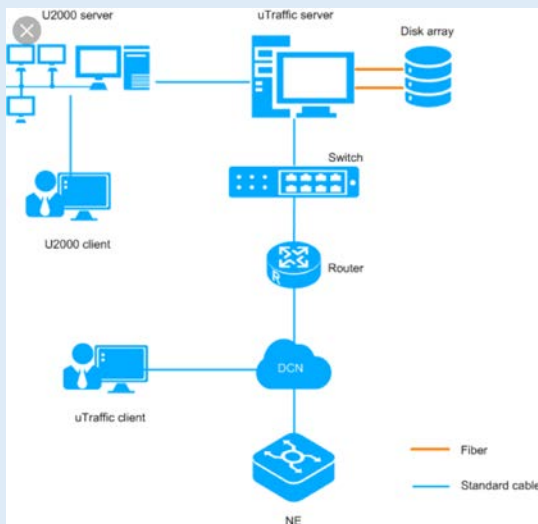 U2000 server
uTraffic server
Disk array
Switch
U2000 client
Router
R
DCN
uTraffic client
Fiber
Standard cable
NE